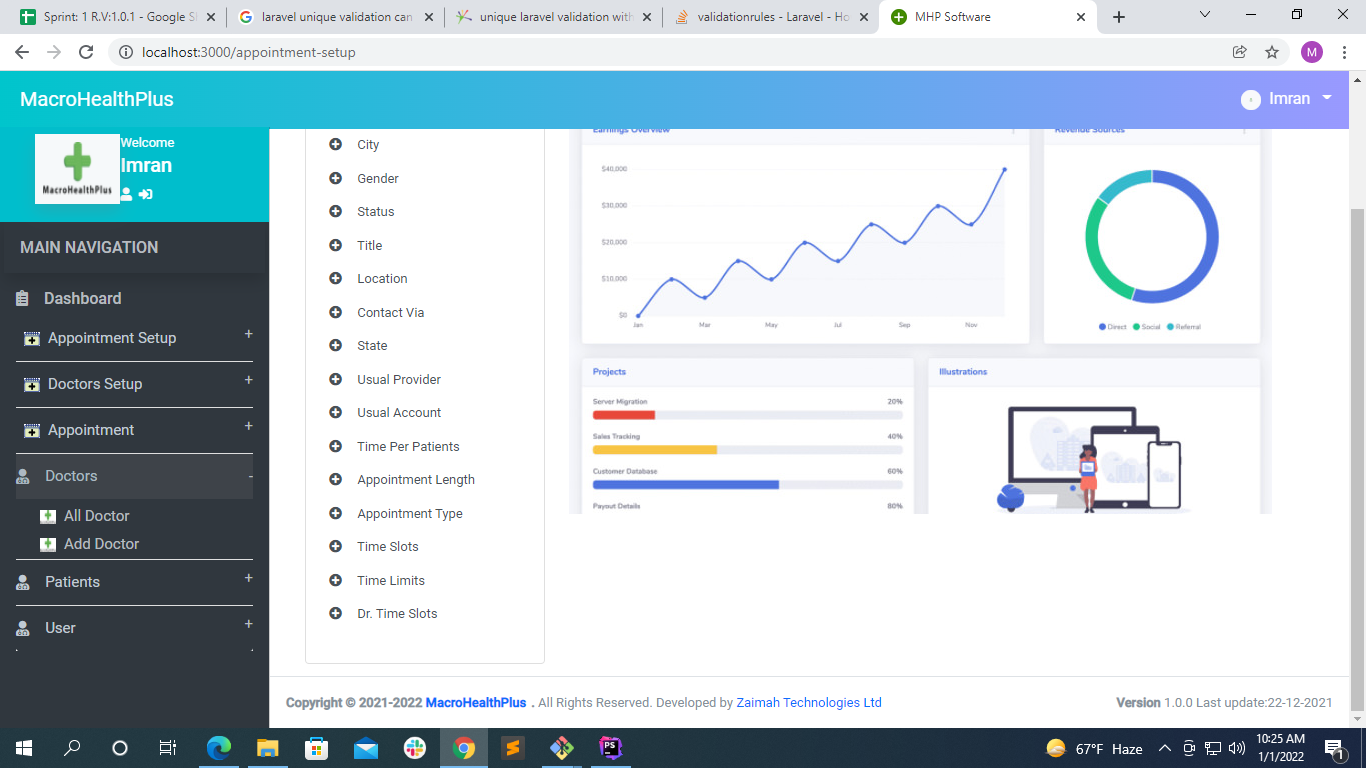 Sprint: 1 R.V:1.0.1 - Google S
laravel unique validation can
unique laravel validation with
validationrules - Laravel - Ho
MHP Software
localhost:3000/appointment-setup
M
MacroHealthPlus
Imran
Welcome
Imran
MacroHealthPlus
MAIN NAVIGATION
Dashboard
Appointment Setup +
Doctors Setup +
Appointment +
Doctors -
All Doctor
Add Doctor
Patients +
User +
City
Gender
Status
Title
Location
Contact Via
State
Usual Provider
Usual Account
Time Per Patients
Appointment Length
Appointment Type
Time Slots
Time Limits
Dr. Time Slots
Earnings Overview
$40,000
$30,000
$20,000
$10,000
$0
Jan Mar May Jul Sep Nov
Revenue Sources
Direct Social Referral
Projects
Server Migration 20%
Sales Tracking 40%
Customer Database 60%
Payout Details 80%
Illustrations
Copyright © 2021-2022 MacroHealthPlus . All Rights Reserved. Developed by Zaimah Technologies Ltd
Version 1.0.0 Last update:22-12-2021
PS
67°F Haze
10:25 AM
1/1/2022
1